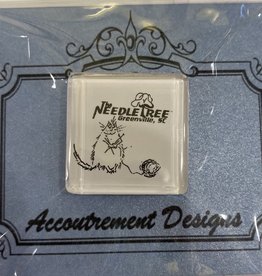 The
NEEDLETREE
Greenville, SC
Accoutrement Designs